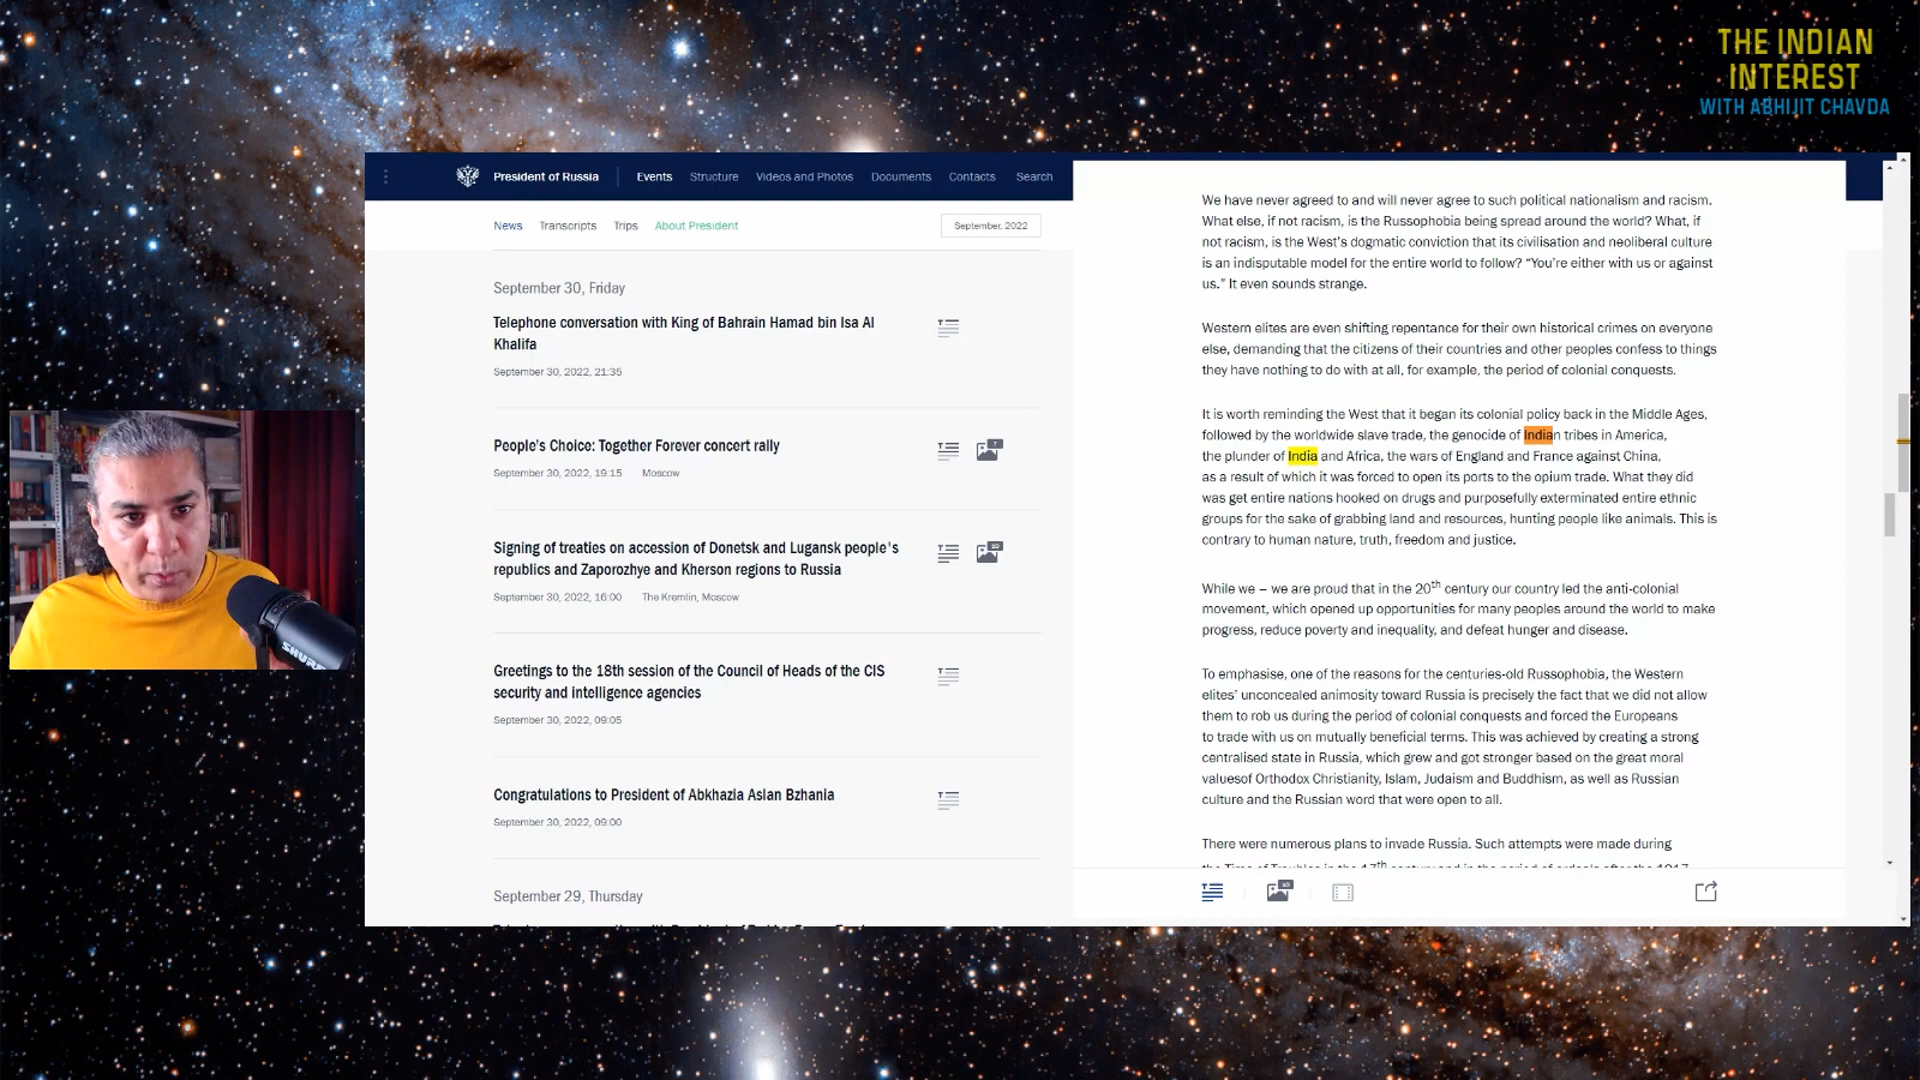 THE INDIAN
INTEREST
WITH ABHIJIT CHAVDA
President of Russia
Events
Structure
Videos and Photos
Documents
Contacts
Search
News
Transcripts
Trips
About President
September, 2022
September 30, Friday
Telephone conversation with King of Bahrain Hamad bin Isa Al
Khalifa
September 30, 2022, 21:35
People's Choice: Together Forever concert rally
7
September 30, 2022, 19:15 Moscow
Signing of treaties on accession of Donetsk and Lugansk people's
republics and Zaporozhye and Kherson regions to Russia
10
September 30, 2022, 16:00 The Kremlin, Moscow
Greetings to the 18th session of the Council of Heads of the CIS
security and intelligence agencies
September 30, 2022, 09:05
Congratulations to President of Abkhazia Aslan Bzhania
September 30, 2022, 09:00
September 29, Thursday
We have never agreed to and will never agree to such political nationalism and racism.
What else, if not racism, is the Russophobia being spread around the world? What, if
not racism, is the West's dogmatic conviction that its civilisation and neoliberal culture
is an indisputable model for the entire world to follow? “You're either with us or against
us.” It even sounds strange.
Western elites are even shifting repentance for their own historical crimes on everyone
else, demanding that the citizens of their countries and other peoples confess to things
they have nothing to do with at all, for example, the period of colonial conquests.
It is worth reminding the West that it began its colonial policy back in the Middle Ages,
followed by the worldwide slave trade, the genocide of Indian tribes in America,
the plunder of India and Africa, the wars of England and France against China,
as a result of which it was forced to open its ports to the opium trade. What they did
was get entire nations hooked on drugs and purposefully exterminated entire ethnic
groups for the sake of grabbing land and resources, hunting people like animals. This is
contrary to human nature, truth, freedom and justice.
While we – we are proud that in the 20th century our country led the anti-colonial
movement, which opened up opportunities for many peoples around the world to make
progress, reduce poverty and inequality, and defeat hunger and disease.
To emphasise, one of the reasons for the centuries-old Russophobia, the Western
elites' unconcealed animosity toward Russia is precisely the fact that we did not allow
them to rob us during the period of colonial conquests and forced the Europeans
to trade with us on mutually beneficial terms. This was achieved by creating a strong
centralised state in Russia, which grew and got stronger based on the great moral
valuesof Orthodox Christianity, Islam, Judaism and Buddhism, as well as Russian
culture and the Russian word that were open to all.
There were numerous plans to invade Russia. Such attempts were made during
the Time of Troubles in the 17th century and in the period of ordeals after the 1917
10
SHURE